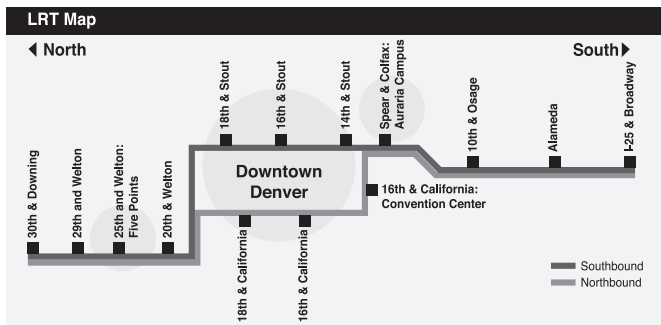 LRT Map
North
South
18th & Stout
16th & Stout
14th & Stout
Spear & Colfax:
Auraria Campus
10th & Osage
Alameda
I-25 & Broadway
30th & Downing
29th and Welton
25th and Welton:
Five Points
20th & Welton
Downtown
Denver
16th & California:
Convention Center
18th & California
16th & California
Southbound
Northbound